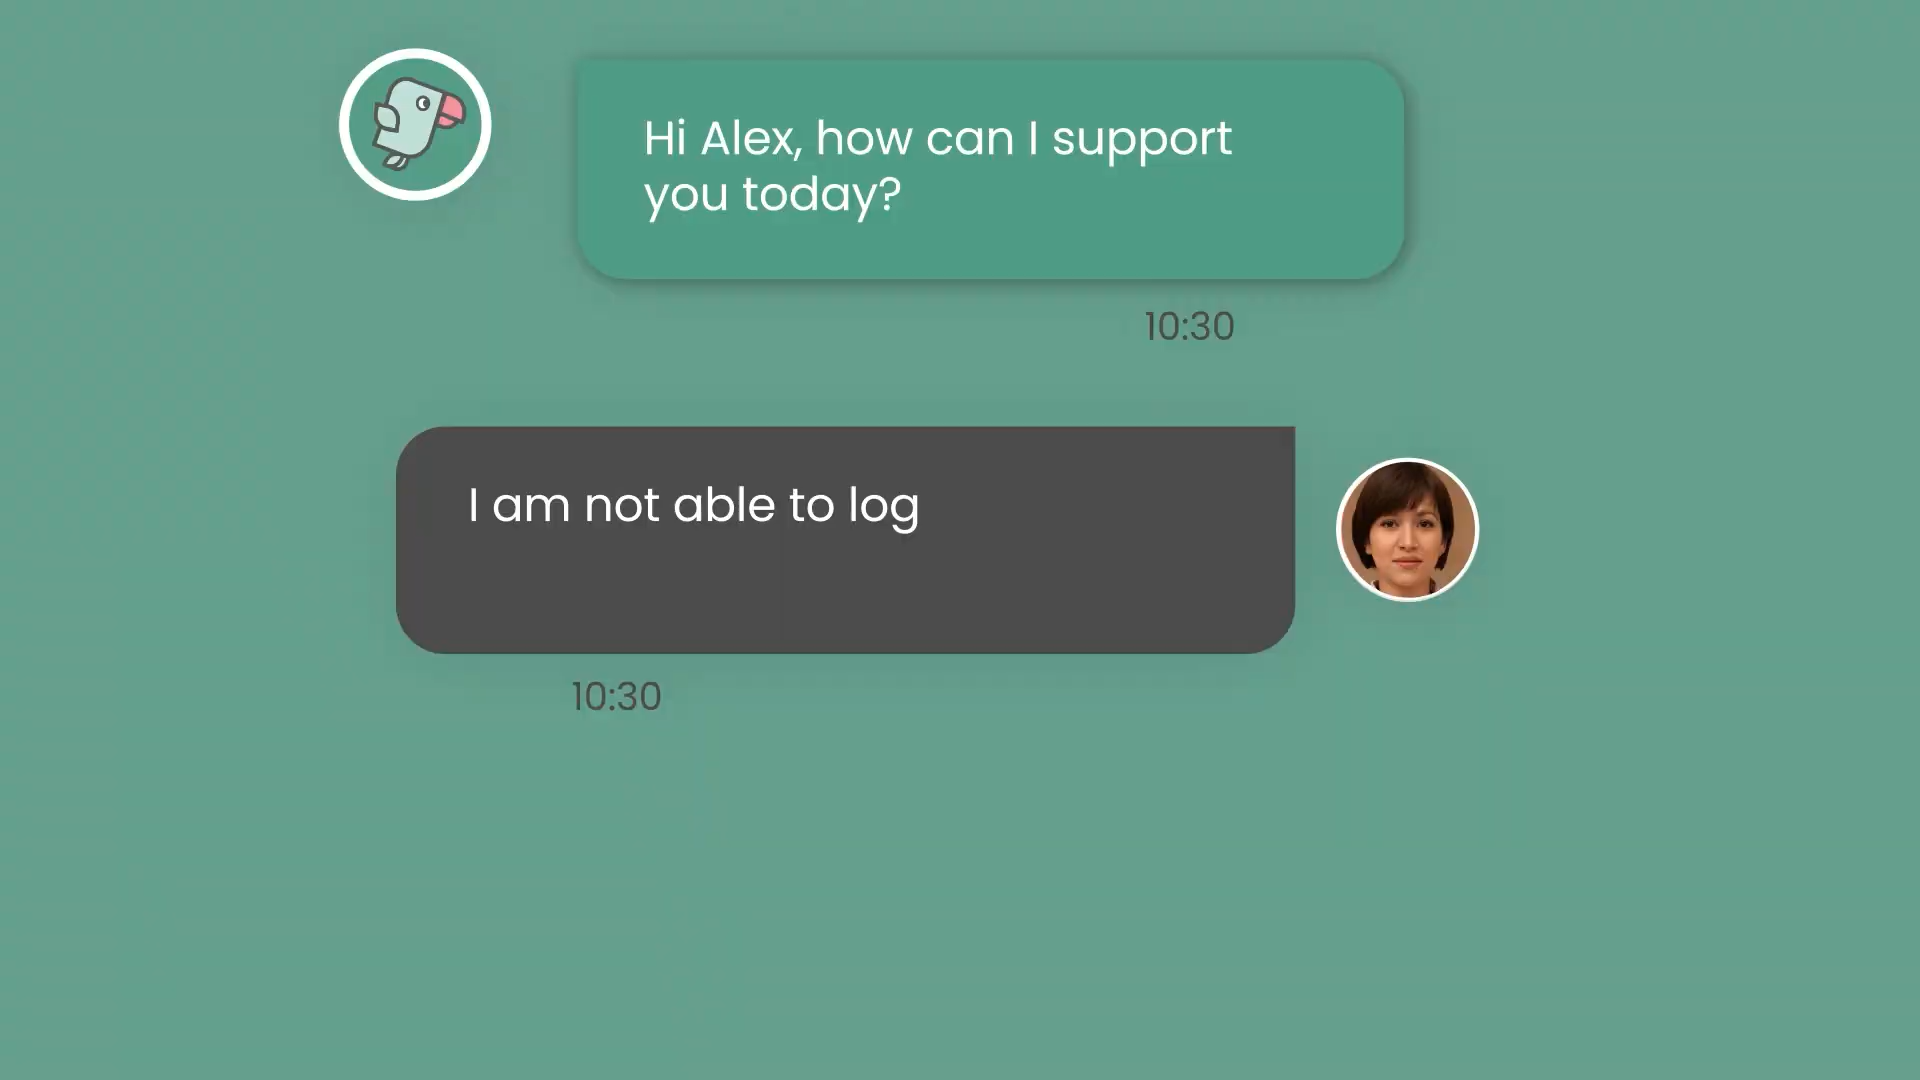 Hi Alex, how can I support
you today?
10:30
I am not able to log
10:30